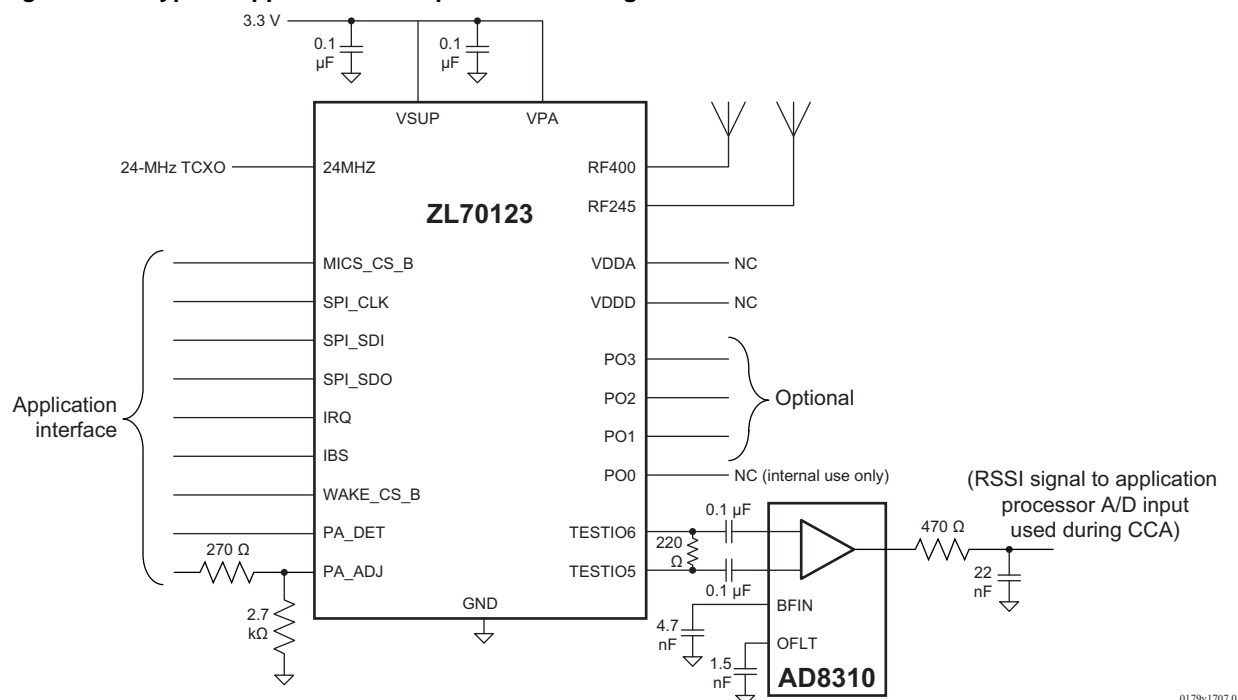 3.3 V
0.1
µF
0.1
µF
VSUP
VPA
24-MHz TCXO
24MHZ
RF400
ZL70123
RF245
MICS_CS_B
VDDA
NC
SPI_CLK
VDDD
NC
SPI_SDI
PO3
SPI_SDO
PO2
Optional
Application
interface
IRQ
PO1
IBS
PO0
NC (internal use only)
WAKE_CS_B
(RSSI signal to application
processor A/D input
used during CCA)
PA_DET
TESTIO6
0.1 µF
220
Ω
470 Ω
270 Ω
PA_ADJ
TESTIO5
0.1 µF
22
nF
2.7
kΩ
GND
BFIN
4.7
nF
OFLT
1.5
nF
AD8310
0179v1707.0